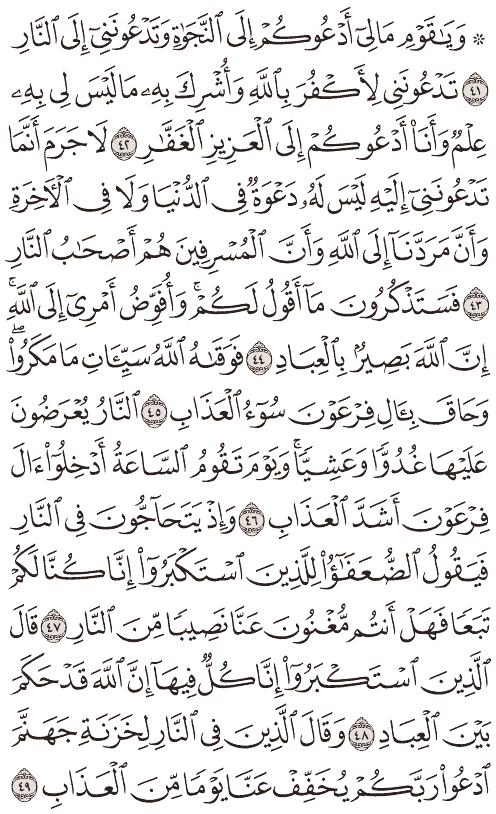 ۞ وَيَٰقَوْمِ مَالِىٓ أَدْعُوكُمْ إِلَى ٱلنَّجَوٰةِ وَتَدْعُونَنِىٓ إِلَى ٱلنَّارِ
٤١ تَدْعُونَنِى لِأَكْفُرَ بِٱللَّهِ وَأُشْرِكَ بِهِۦ مَا لَيْسَ لِى بِهِۦ
عِلْمٌ وَأَنَا۠ أَدْعُوكُمْ إِلَى ٱلْعَزِيزِ ٱلْغَفَّٰرِ ٤٢ لَا جَرَمَ أَنَّمَا
تَدْعُونَنِىٓ إِلَيْهِ لَيْسَ لَهُۥ دَعْوَةٌ فِى ٱلدُّنْيَا وَلَا فِى ٱلْأَخِرَةِ
وَأَنَّ مَرَدَّنَآ إِلَى ٱللَّهِ وَأَنَّ ٱلْمُسْرِفِينَ هُمْ أَصْحَٰبُ ٱلنَّارِ
٤٣ فَسَتَذْكُرُونَ مَآ أَقُولُ لَكُمْ ۚ وَأُفَوِّضُ أَمْرِىٓ إِلَى ٱللَّهِ ۚ
إِنَّ ٱللَّهَ بَصِيرٌۢ بِٱلْعِبَادِ ٤٤ فَوَقَىٰهُ ٱللَّهُ سَيِّـَٔاتِ مَا مَكَرُوا۟ ۖ
وَحَاقَ بِـَٔالِ فِرْعَوْنَ سُوٓءُ ٱلْعَذَابِ ٤٥ ٱلنَّارُ يُعْرَضُونَ
عَلَيْهَا غُدُوًّا وَعَشِيًّا ۚ وَيَوْمَ تَقُومُ ٱلسَّاعَةُ أَدْخِلُوٓا۟ ءَالَ
فِرْعَوْنَ أَشَدَّ ٱلْعَذَابِ ٤٦ وَإِذْ يَتَحَآجُّونَ فِى ٱلنَّارِ
فَيَقُولُ ٱلضُّعَفَٰٓؤُا۟ لِلَّذِينَ ٱسْتَكْبَرُوٓا۟ إِنَّا كُنَّا لَكُمْ
تَبَعًا فَهَلْ أَنتُم مُّغْنُونَ عَنَّا نَصِيبًا مِّنَ ٱلنَّارِ ٤٧ قَالَ
ٱلَّذِينَ ٱسْتَكْبَرُوٓا۟ إِنَّا كُلٌّ فِيهَآ إِنَّ ٱللَّهَ قَدْ حَكَمَ
بَيْنَ ٱلْعِبَادِ ٤٨ وَقَالَ ٱلَّذِينَ فِى ٱلنَّارِ لِخَزَنَةِ جَهَنَّمَ
ٱدْعُوا۟ رَبَّكُمْ يُخَفِّفْ عَنَّا يَوْمًا مِّنَ ٱلْعَذَابِ ٤٩